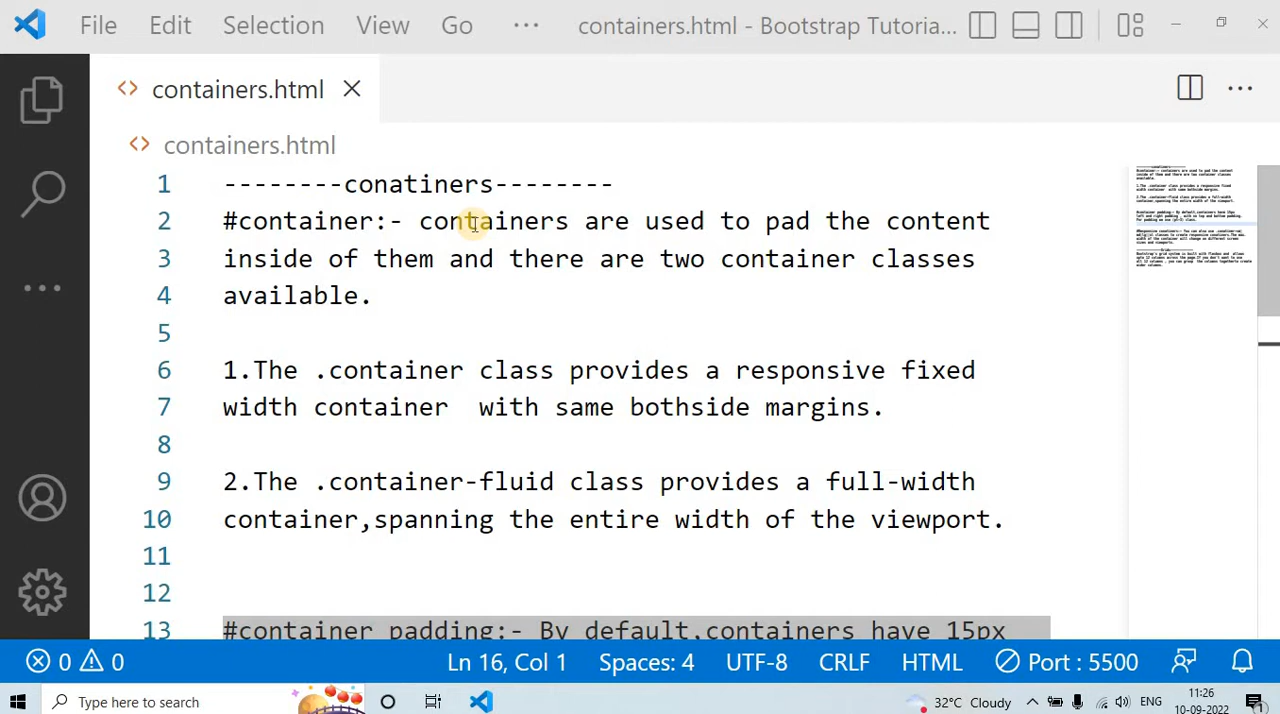 File Edit Selection View Go ··· containers.html - Bootstrap Tutoria...
<> containers.html
<> containers.html
1 --------conatiners--------
2 #container:- containers are used to pad the content
3 inside of them and there are two container classes
4 available.
5
6 1.The .container class provides a responsive fixed
7 width container  with same bothside margins.
8
9 2.The .container-fluid class provides a full-width
10 container,spanning the entire width of the viewport.
11
12
13 #container padding:- By default,containers have 15px
0 0 Ln 16, Col 1 Spaces: 4 UTF-8 CRLF HTML Port : 5500
Type here to search 32°C Cloudy ENG 11:26
10-09-2022